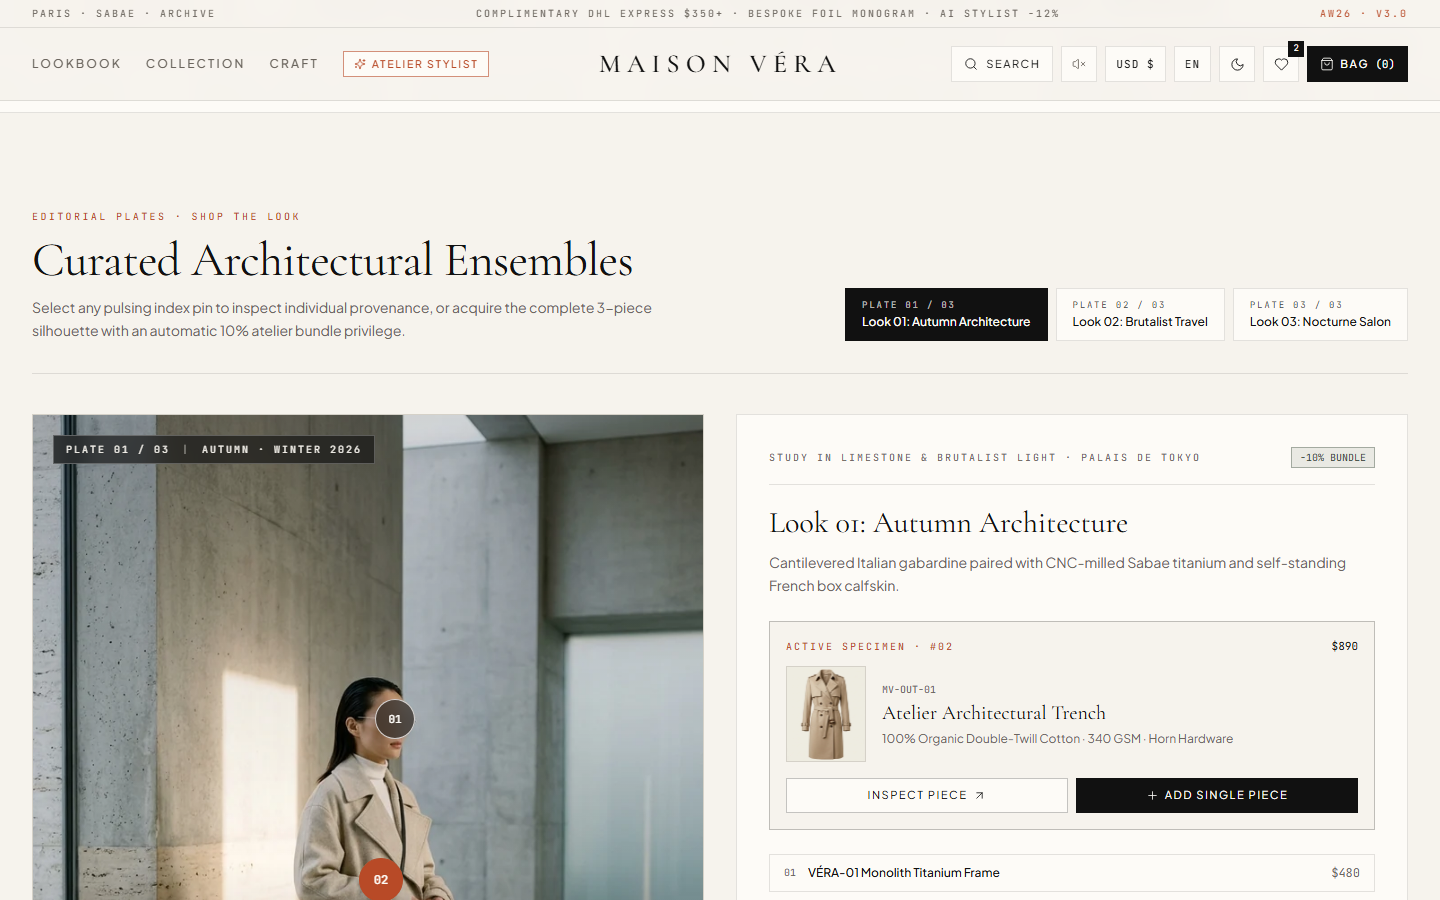 PARIS · SABAE · ARCHIVE
COMPLIMENTARY DHL EXPRESS $350+ · BESPOKE FOIL MONOGRAM · AI STYLIST -12%
AW26 · V3.0
LOOKBOOK
COLLECTION
CRAFT
ATELIER STYLIST
MAISON VÉRA
SEARCH
USD $
EN
2
BAG (0)
EDITORIAL PLATES · SHOP THE LOOK
Curated Architectural Ensembles
Select any pulsing index pin to inspect individual provenance, or acquire the complete 3-piece
silhouette with an automatic 10% atelier bundle privilege.
PLATE 01 / 03
Look 01: Autumn Architecture
PLATE 02 / 03
Look 02: Brutalist Travel
PLATE 03 / 03
Look 03: Nocturne Salon
PLATE 01 / 03 | AUTUMN · WINTER 2026
01
02
STUDY IN LIMESTONE & BRUTALIST LIGHT · PALAIS DE TOKYO
-10% BUNDLE
Look 01: Autumn Architecture
Cantilevered Italian gabardine paired with CNC-milled Sabae titanium and self-standing
French box calfskin.
ACTIVE SPECIMEN · #02
$890
MV-OUT-01
Atelier Architectural Trench
100% Organic Double-Twill Cotton · 340 GSM · Horn Hardware
INSPECT PIECE
+ ADD SINGLE PIECE
01 VÉRA-01 Monolith Titanium Frame
$480